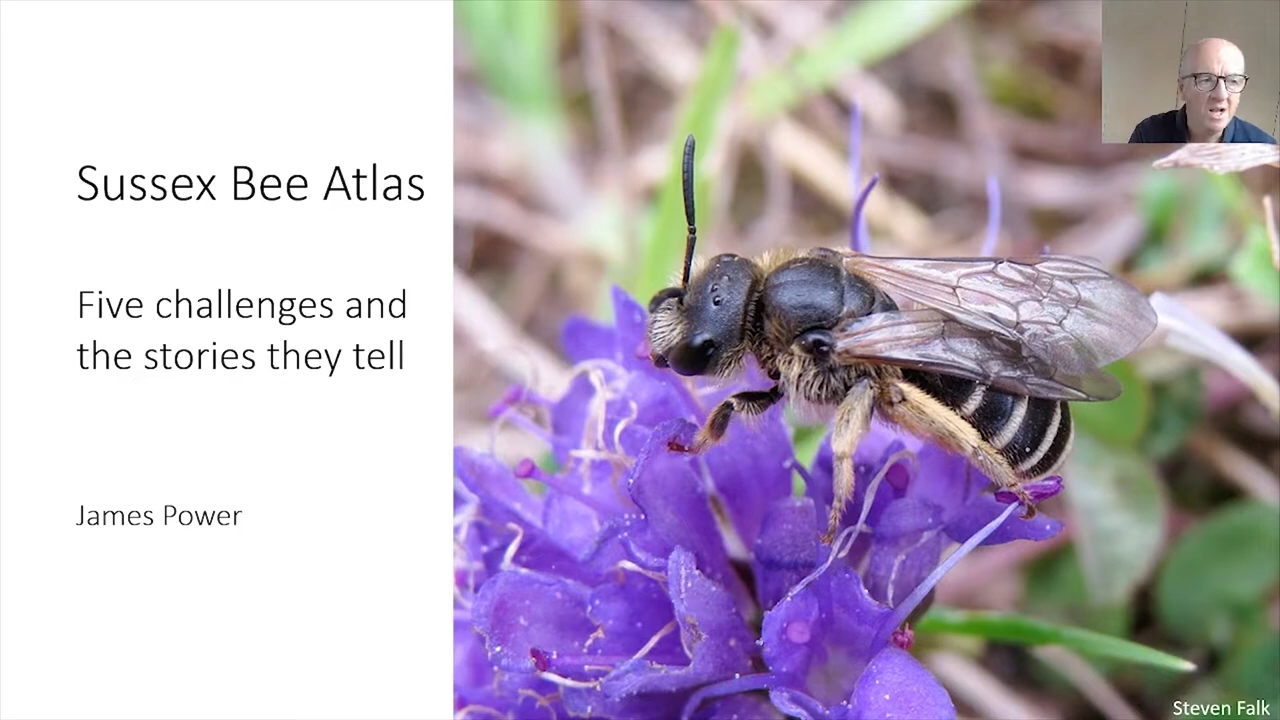 Sussex Bee Atlas
Five challenges and
the stories they tell
James Power
Steven Falk